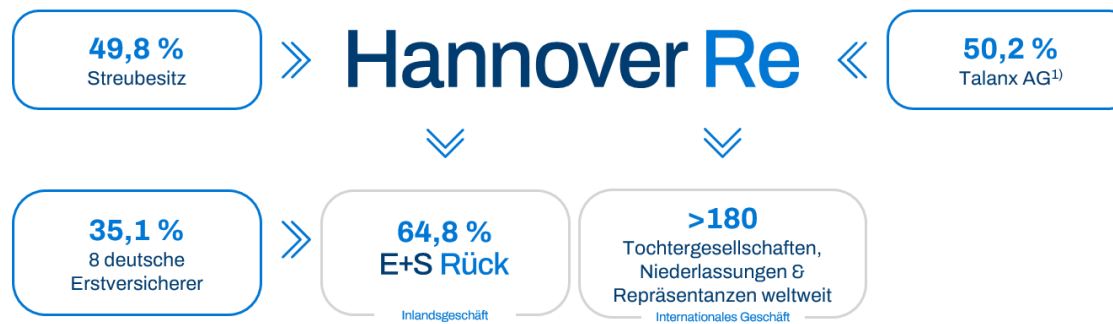 49,8 %
Streubesitz
Hannover Re
50,2 %
Talanx AG1)
35,1 %
8 deutsche
Erstversicherer
64,8 %
E+S Rück
Inlandsgeschäft
>180
Tochtergesellschaften,
Niederlassungen &
Repräsentanzen weltweit
Internationales Geschäft